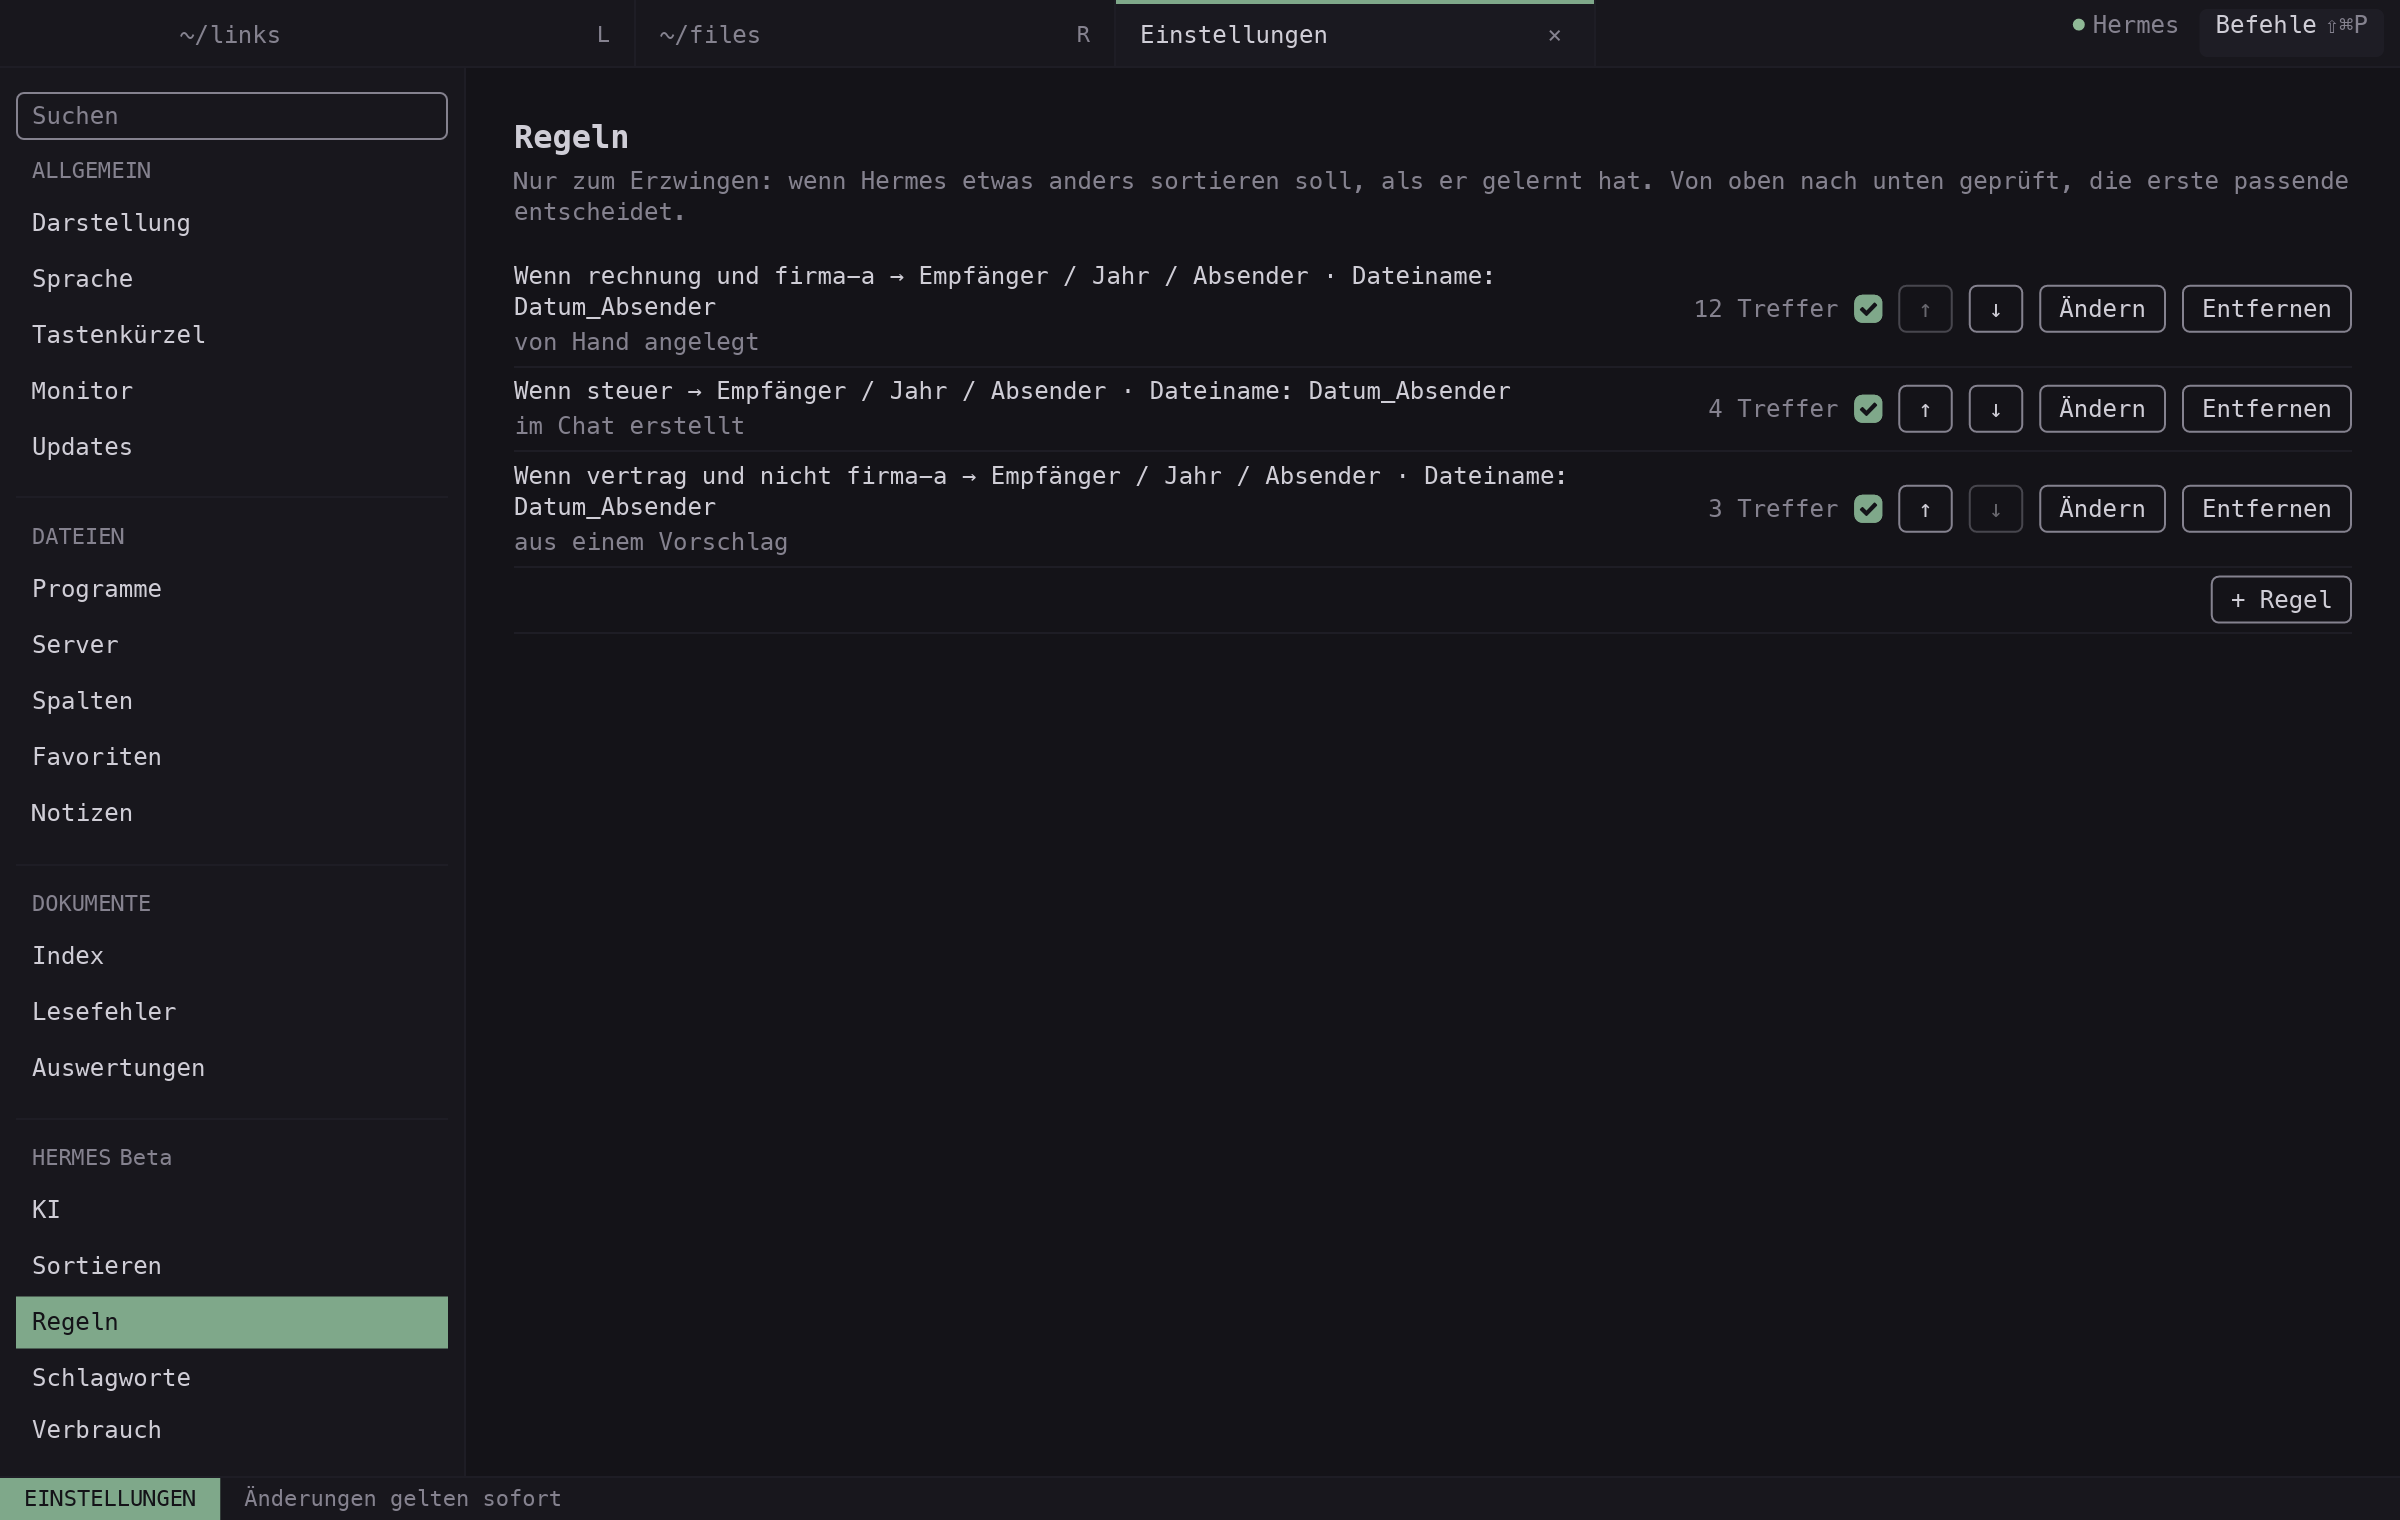 ~/links L ~/files R Einstellungen × Hermes Befehle ⇧⌘P
Suchen
ALLGEMEIN
Darstellung
Sprache
Tastenkürzel
Monitor
Updates
DATEIEN
Programme
Server
Spalten
Favoriten
Notizen
DOKUMENTE
Index
Lesefehler
Auswertungen
HERMES Beta
KI
Sortieren
Regeln
Schlagworte
Verbrauch
Regeln
Nur zum Erzwingen: wenn Hermes etwas anders sortieren soll, als er gelernt hat. Von oben nach unten geprüft, die erste passende
entscheidet.
Wenn rechnung und firma-a → Empfänger / Jahr / Absender · Dateiname:
Datum_Absender
von Hand angelegt
12 Treffer ↑ ↓ Ändern Entfernen
Wenn steuer → Empfänger / Jahr / Absender · Dateiname: Datum_Absender
im Chat erstellt
4 Treffer ↑ ↓ Ändern Entfernen
Wenn vertrag und nicht firma-a → Empfänger / Jahr / Absender · Dateiname:
Datum_Absender
aus einem Vorschlag
3 Treffer ↑ ↓ Ändern Entfernen
+ Regel
EINSTELLUNGEN Änderungen gelten sofort